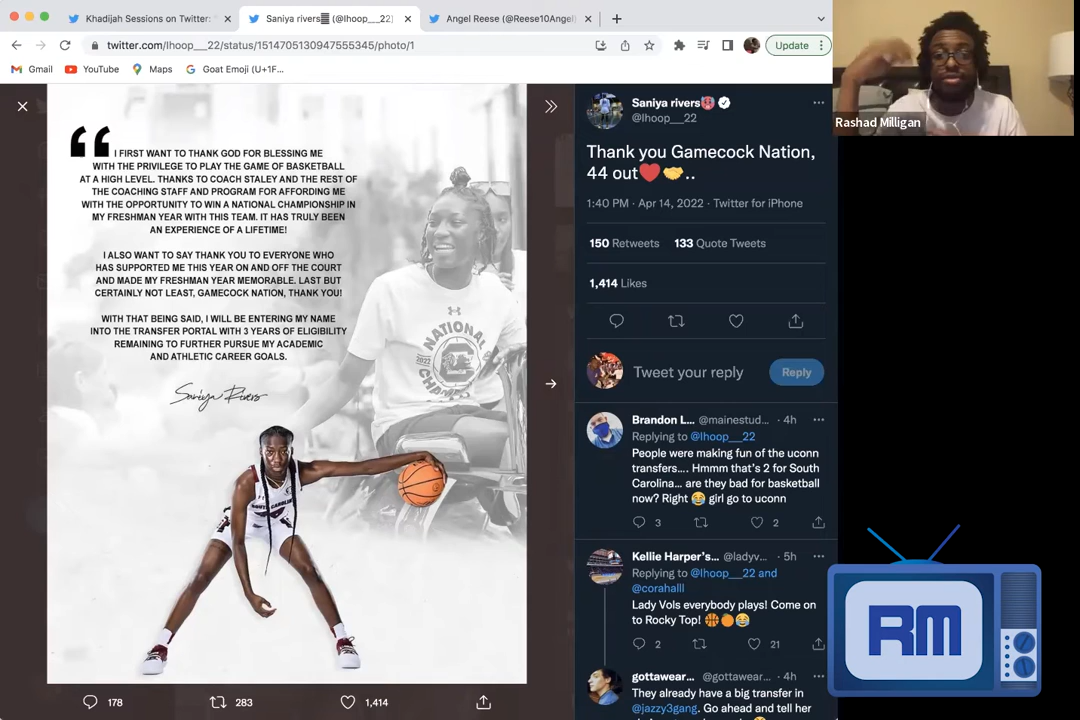 Khadijah Sessions on Twitter:
Saniya rivers (@Ihoop__22)
Angel Reese (@Reese10Angel)
twitter.com/Ihoop__22/status/1514705130947555345/photo/1
Update
Gmail
YouTube
Maps
Goat Emoji (U+1F...
Rashad Milligan
I FIRST WANT TO THANK GOD FOR BLESSING ME
WITH THE PRIVILEGE TO PLAY THE GAME OF BASKETBALL
AT A HIGH LEVEL. THANKS TO COACH STALEY AND THE REST OF
THE COACHING STAFF AND PROGRAM FOR AFFORDING ME
WITH THE OPPORTUNITY TO WIN A NATIONAL CHAMPIONSHIP IN
MY FRESHMAN YEAR WITH THIS TEAM. IT HAS TRULY BEEN
AN EXPERIENCE OF A LIFETIME!
I ALSO WANT TO SAY THANK YOU TO EVERYONE WHO
HAS SUPPORTED ME THIS YEAR ON AND OFF THE COURT
AND MADE MY FRESHMAN YEAR MEMORABLE. LAST BUT
CERTAINLY NOT LEAST, GAMECOCK NATION, THANK YOU!
WITH THAT BEING SAID, I WILL BE ENTERING MY NAME
INTO THE TRANSFER PORTAL WITH 3 YEARS OF ELIGIBILITY
REMAINING TO FURTHER PURSUE MY ACADEMIC
AND ATHLETIC CAREER GOALS.
Saniya Rivers
NATIONAL
2022
SOUTH CAROLINA
178
283
1,414
Saniya rivers
@Ihoop__22
Thank you Gamecock Nation,
44 out❤️🤝..
1:40 PM · Apr 14, 2022 · Twitter for iPhone
150 Retweets 133 Quote Tweets
1,414 Likes
Tweet your reply
Reply
Brandon L... @mainestud... · 4h
Replying to @Ihoop__22
People were making fun of the uconn
transfers.... Hmmm that's 2 for South
Carolina... are they bad for basketball
now? Right 😂 girl go to uconn
3 2
Kellie Harper's... @ladyv... · 5h
Replying to @Ihoop__22 and
@corahalll
Lady Vols everybody plays! Come on
to Rocky Top! 🏀🍊😂
2 21
gottawear... @gottawear... · 4h
They already have a big transfer in
@jazzy3gang. Go ahead and tell her
RM